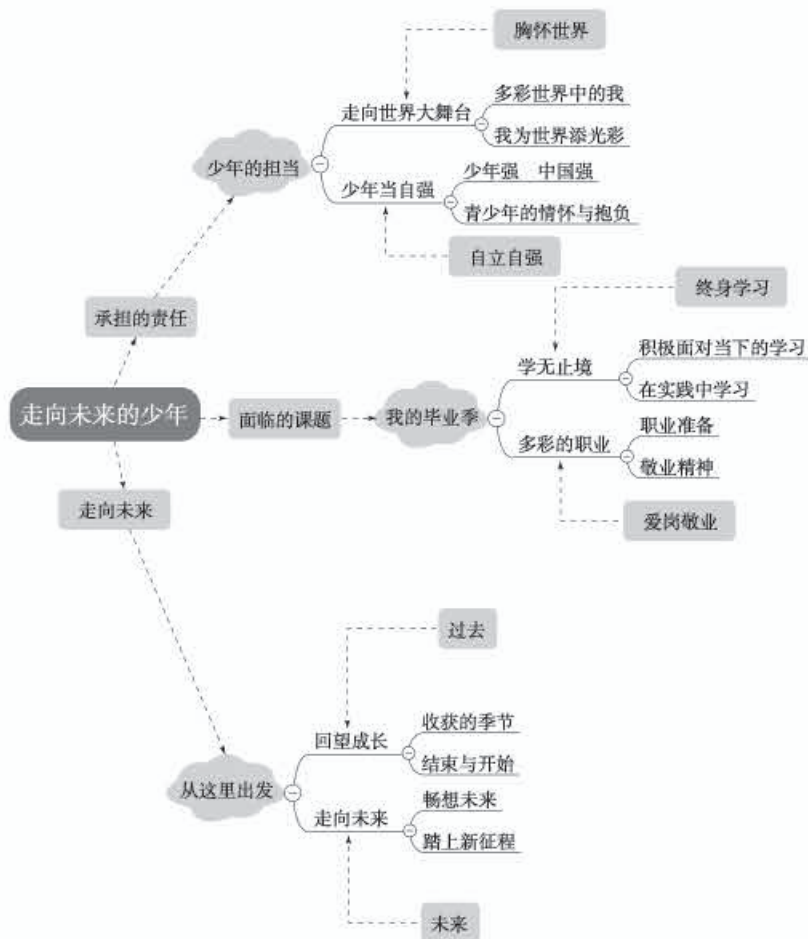 胸怀世界
走向世界大舞台
多彩世界中的我
我为世界添光彩
少年的担当
少年当自强
少年强　中国强
青少年的情怀与抱负
自立自强
终身学习
承担的责任
学无止境
积极面对当下的学习
在实践中学习
走向未来的少年
面临的课题
我的毕业季
多彩的职业
职业准备
敬业精神
走向未来
爱岗敬业
过去
回望成长
收获的季节
结束与开始
从这里出发
走向未来
畅想未来
踏上新征程
未来